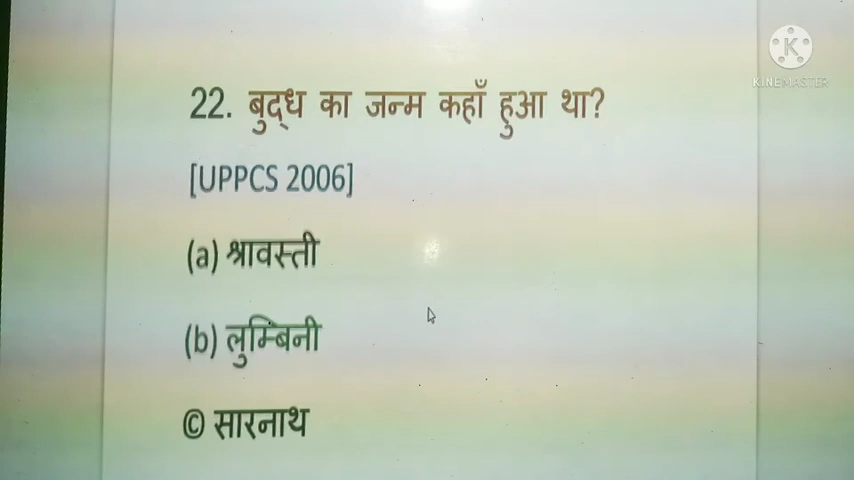 K
KINEMASTER
22. बुद्ध का जन्म कहाँ हुआ था?
[UPPCS 2006]
(a) श्रावस्ती
(b) लुम्बिनी
© सारनाथ